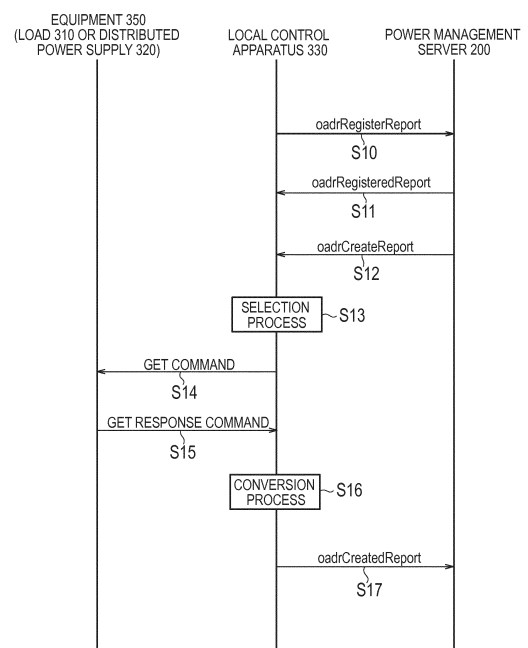 EQUIPMENT 350
(LOAD 310 OR DISTRIBUTED
POWER SUPPLY 320)
LOCAL CONTROL
APPARATUS 330
POWER MANAGEMENT
SERVER 200
oadrRegisterReport
S10
oadrRegisteredReport
S11
oadrCreateReport
S12
SELECTION
PROCESS
S13
GET COMMAND
S14
GET RESPONSE COMMAND
S15
CONVERSION
PROCESS
S16
oadrCreatedReport
S17